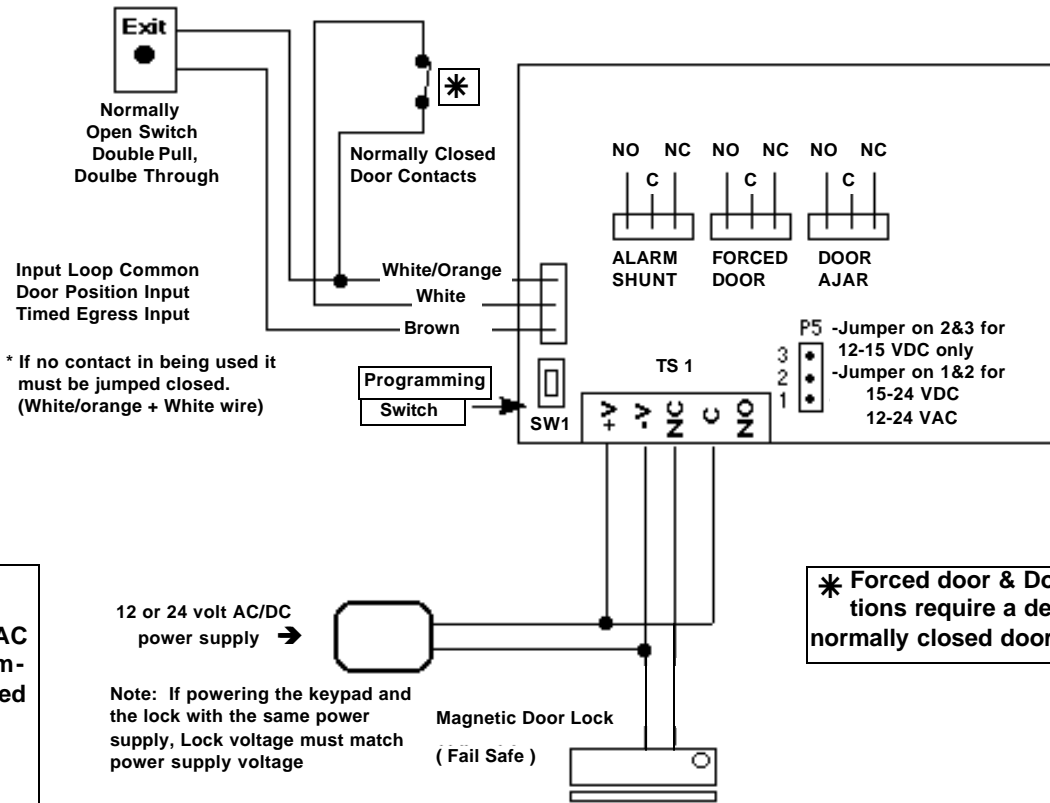 Exit
Normally
Open Switch
Double Pull,
Doulbe Through
*
Normally Closed
Door Contacts
Input Loop Common
Door Position Input
Timed Egress Input
White/Orange
White
Brown
* If no contact in being used it
must be jumped closed.
(White/orange + White wire)
Programming
Switch
SW1
NO NC NO NC NO NC
C C C
ALARM
SHUNT
FORCED
DOOR
DOOR
AJAR
P5 -Jumper on 2&3 for
12-15 VDC only
-Jumper on 1&2 for
15-24 VDC
12-24 VAC
3
2
1
TS 1
+V -V NC C NO
12 or 24 volt AC/DC
power supply ➔
Note: If powering the keypad and
the lock with the same power
supply, Lock voltage must match
power supply voltage
Magnetic Door Lock
( Fail Safe )
* Forced door & Do
tions require a de
normally closed door
AC
m-
ed